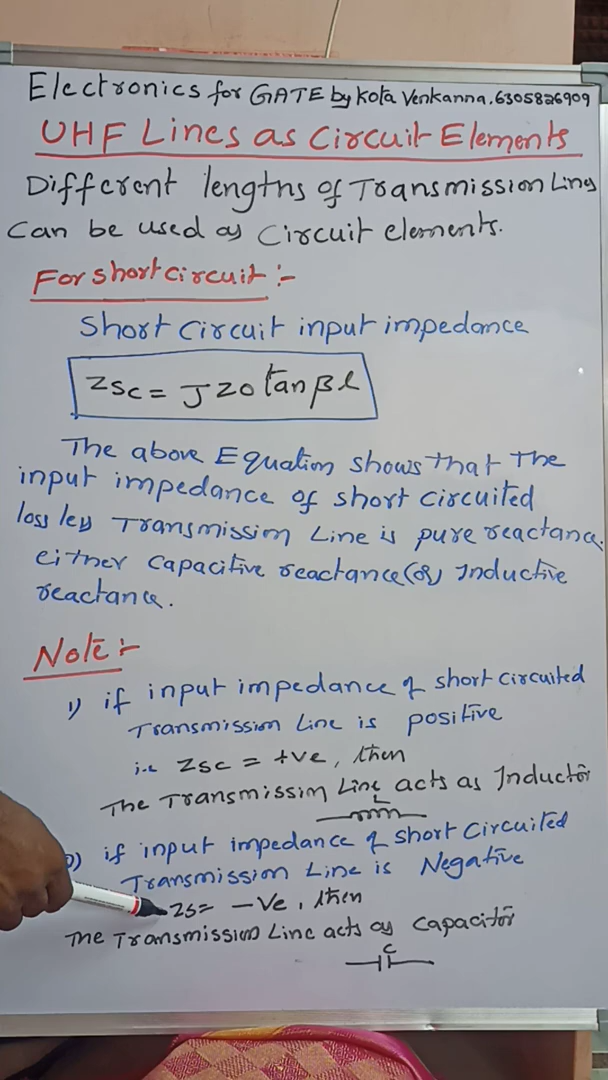 Electronics for GATE by Kota Venkanna. 6305826909
UHF Lines as Circuit Elements
Different lengths of Transmission Lines
Can be used as Circuit elements.
For short circuit :-
Short Circuit input impedance
Zsc = J Z0 tan βl
The above Equation shows that The
input impedance of short circuited
loss less Transmission Line is pure reactance.
either capacitive reactance (or) Inductive
reactance.
Note :-
1) if input impedance of short circuited
Transmission Line is positive
i.e Zsc = +ve, then
The Transmissin Line acts as Inductor
L
2) if input impedance of short Circuited
Transmission Line is Negative
Zs = -Ve, then
The Transmission Line acts as Capacitor
C